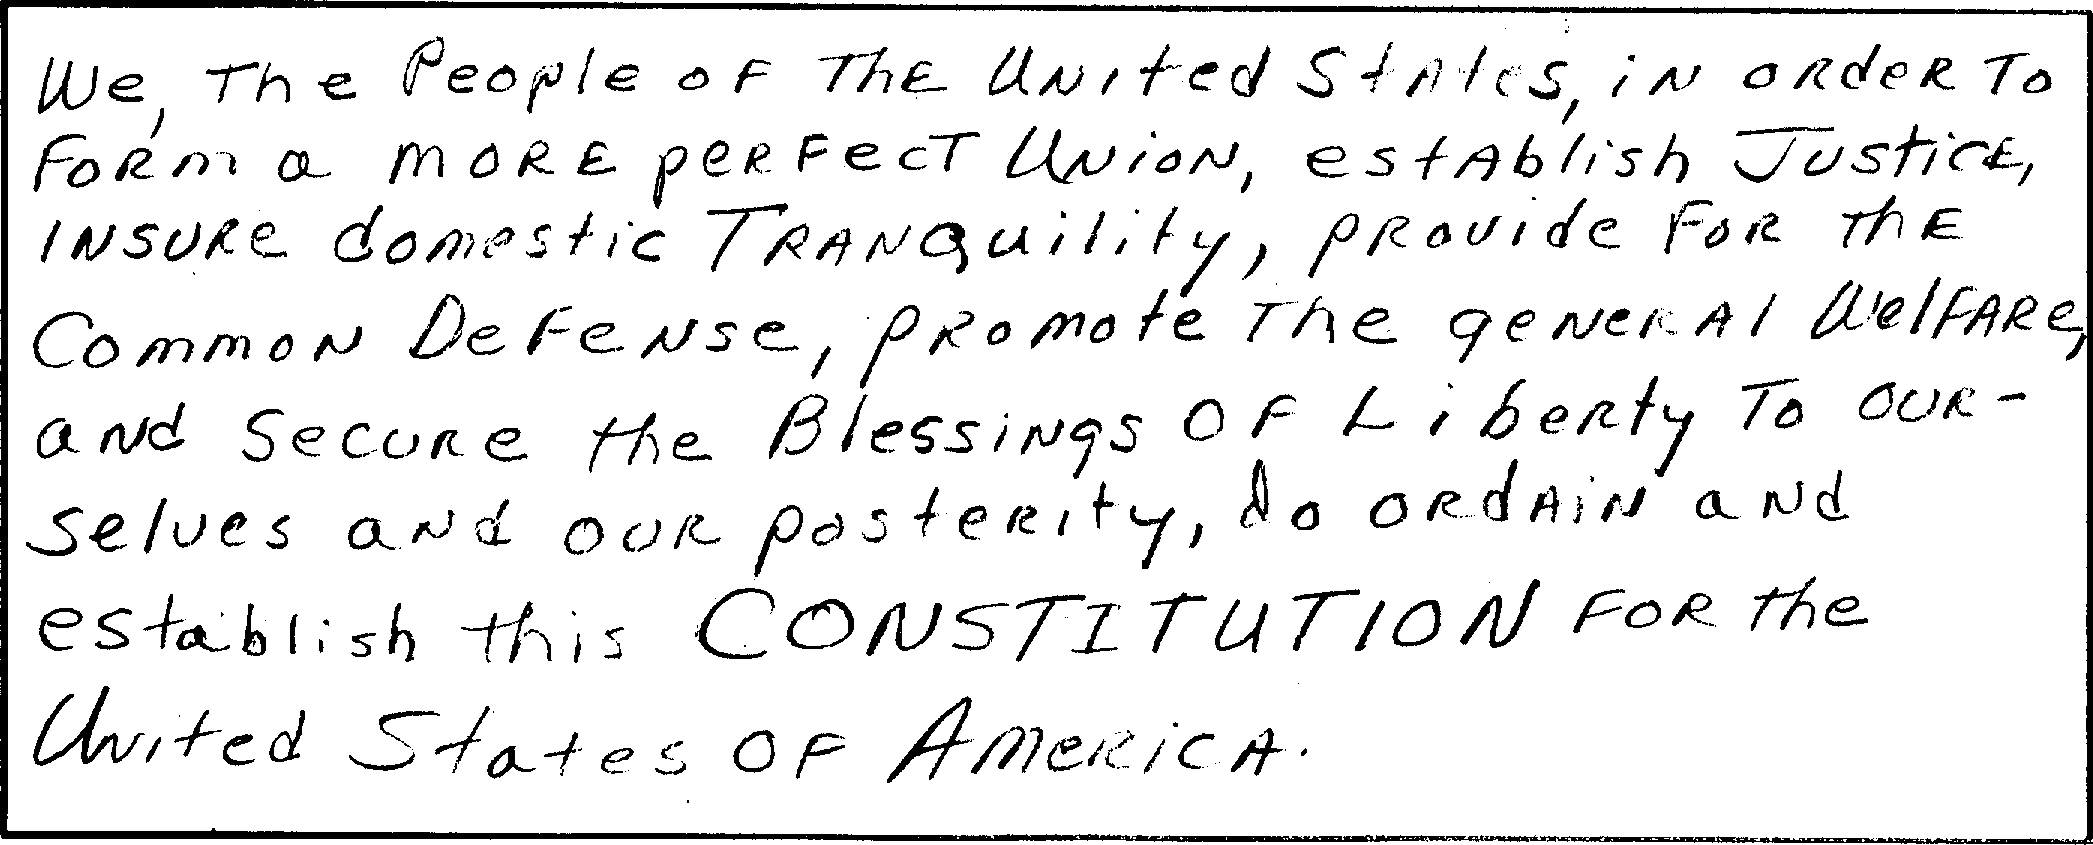 We, The People of The United States, in order To
form a more perfect Union, establish Justice,
insure domestic Tranquility, provide for the
Common Defense, promote The general Welfare,
and Secure the Blessings of Liberty To our-
selves and our posterity, do ordain and
establish this CONSTITUTION for the
United States of America.